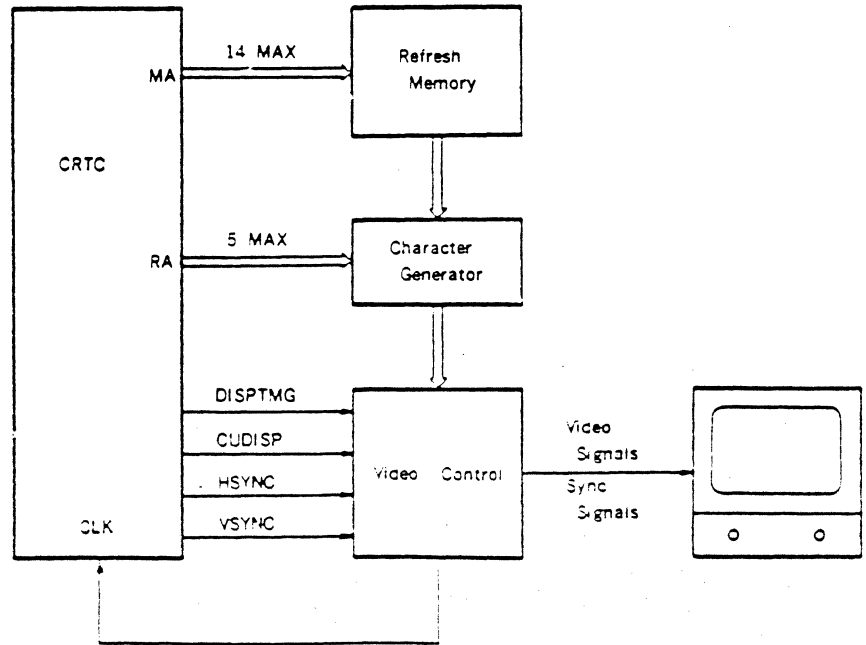 14 MAX
MA
Refresh
Memory
CRTC
5 MAX
RA
Character
Generator
DISPTMG
CUDISP
HSYNC
VSYNC
CLK
Video Control
Video
Signals
Sync
Signals